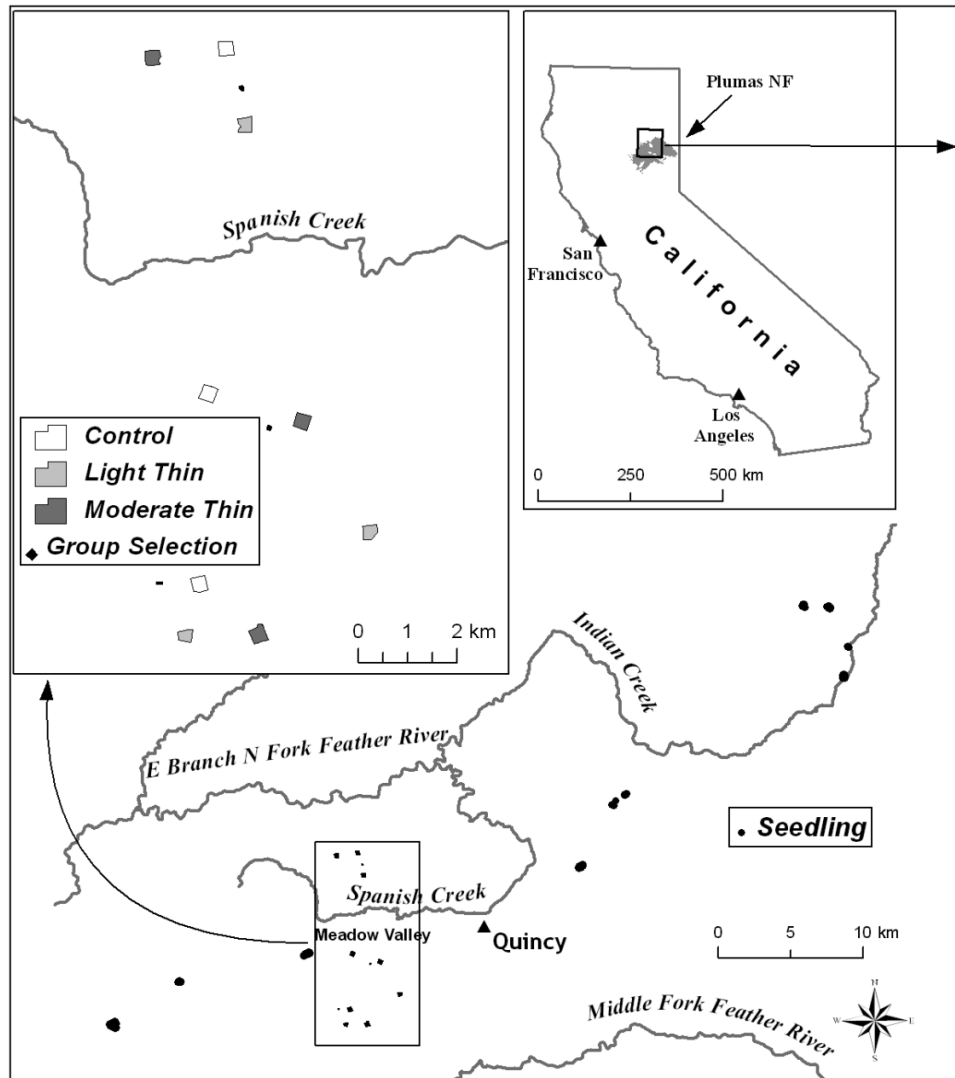 Spanish Creek
Control
Light Thin
Moderate Thin
Group Selection
0 1 2 km
Plumas NF
San
Francisco
California
Los
Angeles
0 250 500 km
Indian Creek
E Branch N Fork Feather River
Seedling
Spanish Creek
Meadow Valley
Quincy
0 5 10 km
Middle Fork Feather River
N
W E
S